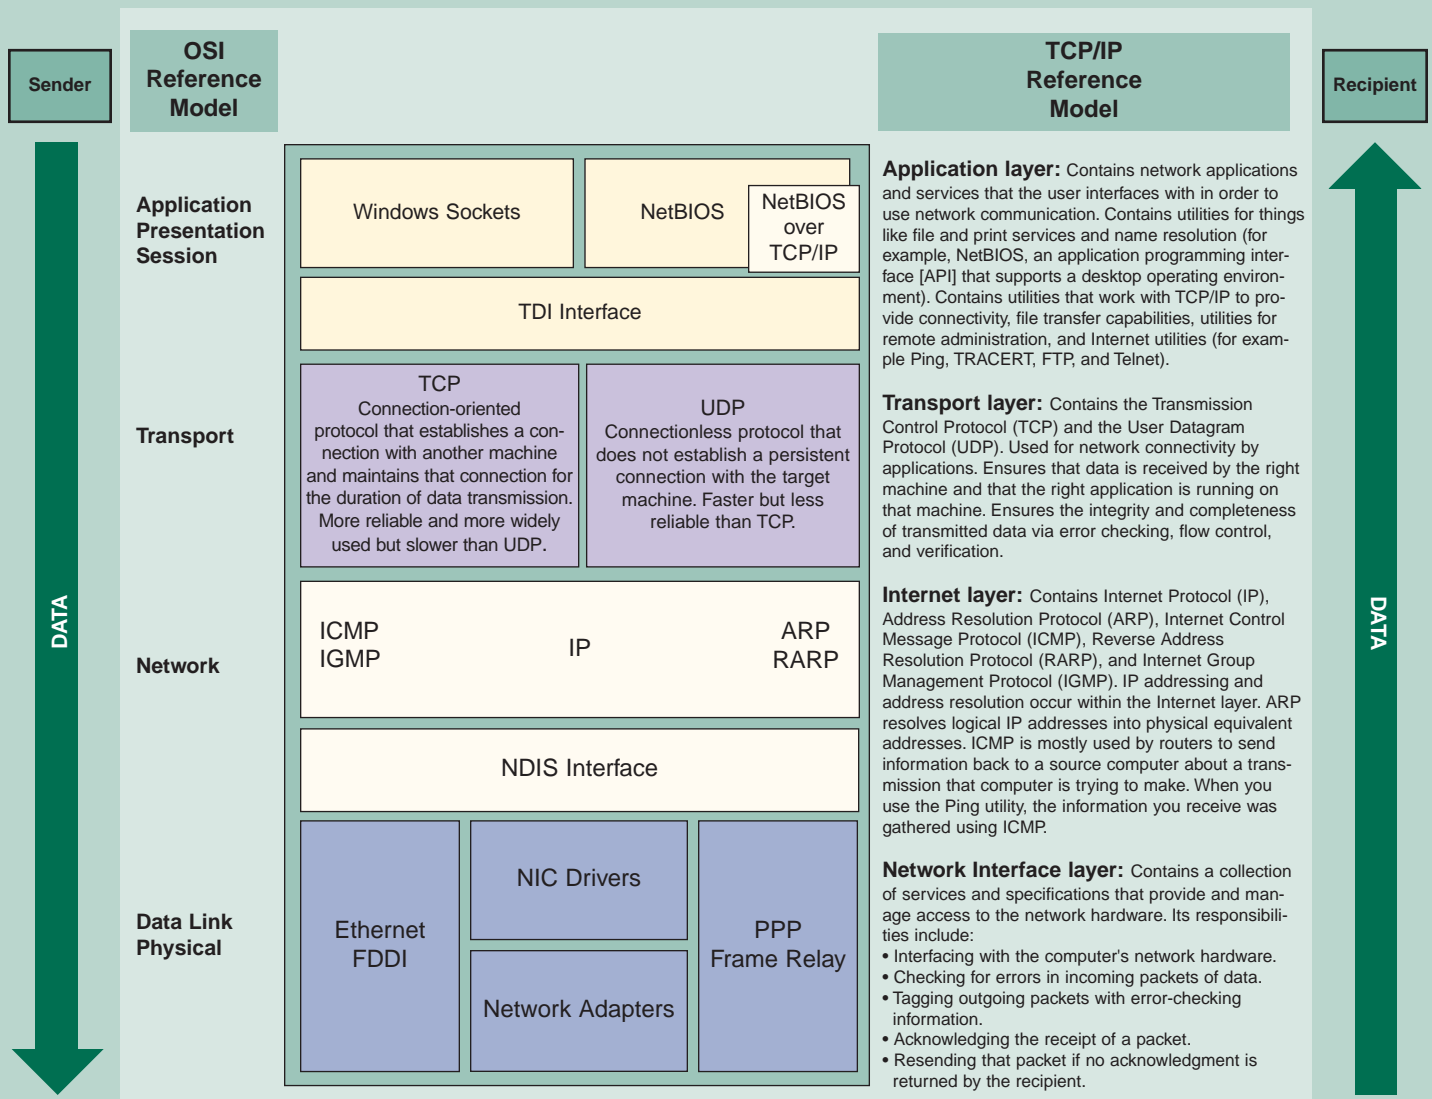 Sender
DATA
OSI
Reference
Model
Application
Presentation
Session
Transport
Network
Data Link
Physical
Windows Sockets
NetBIOS
NetBIOS
over
TCP/IP
TDI Interface
TCP
Connection-oriented
protocol that establishes a con-
nection with another machine
and maintains that connection for
the duration of data transmission.
More reliable and more widely
used but slower than UDP.
UDP
Connectionless protocol that
does not establish a persistent
connection with the target
machine. Faster but less
reliable than TCP.
ICMP
IGMP
IP
ARP
RARP
NDIS Interface
Ethernet
FDDI
NIC Drivers
Network Adapters
PPP
Frame Relay
TCP/IP
Reference
Model
Application layer: Contains network applications
and services that the user interfaces with in order to
use network communication. Contains utilities for things
like file and print services and name resolution (for
example, NetBIOS, an application programming inter-
face [API] that supports a desktop operating environ-
ment). Contains utilities that work with TCP/IP to pro-
vide connectivity, file transfer capabilities, utilities for
remote administration, and Internet utilities (for exam-
ple Ping, TRACERT, FTP, and Telnet).
Transport layer: Contains the Transmission
Control Protocol (TCP) and the User Datagram
Protocol (UDP). Used for network connectivity by
applications. Ensures that data is received by the right
machine and that the right application is running on
that machine. Ensures the integrity and completeness
of transmitted data via error checking, flow control,
and verification.
Internet layer: Contains Internet Protocol (IP),
Address Resolution Protocol (ARP), Internet Control
Message Protocol (ICMP), Reverse Address
Resolution Protocol (RARP), and Internet Group
Management Protocol (IGMP). IP addressing and
address resolution occur within the Internet layer. ARP
resolves logical IP addresses into physical equivalent
addresses. ICMP is mostly used by routers to send
information back to a source computer about a trans-
mission that computer is trying to make. When you
use the Ping utility, the information you receive was
gathered using ICMP.
Network Interface layer: Contains a collection
of services and specifications that provide and man-
age access to the network hardware. Its responsibili-
ties include:
• Interfacing with the computer's network hardware.
• Checking for errors in incoming packets of data.
• Tagging outgoing packets with error-checking
information.
• Acknowledging the receipt of a packet.
• Resending that packet if no acknowledgment is
returned by the recipient.
Recipient
DATA